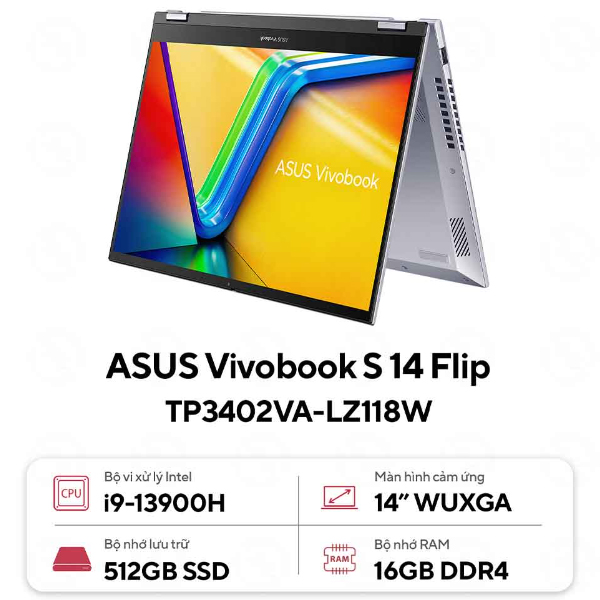 ASUS Vivobook
ASUS Vivobook S 14 Flip
TP3402VA-LZ118W
Bộ vi xử lý Intel
CPU
i9-13900H
Màn hình cảm ứng
14” WUXGA
Bộ nhớ lưu trữ
512GB SSD
Bộ nhớ RAM
RAM
16GB DDR4